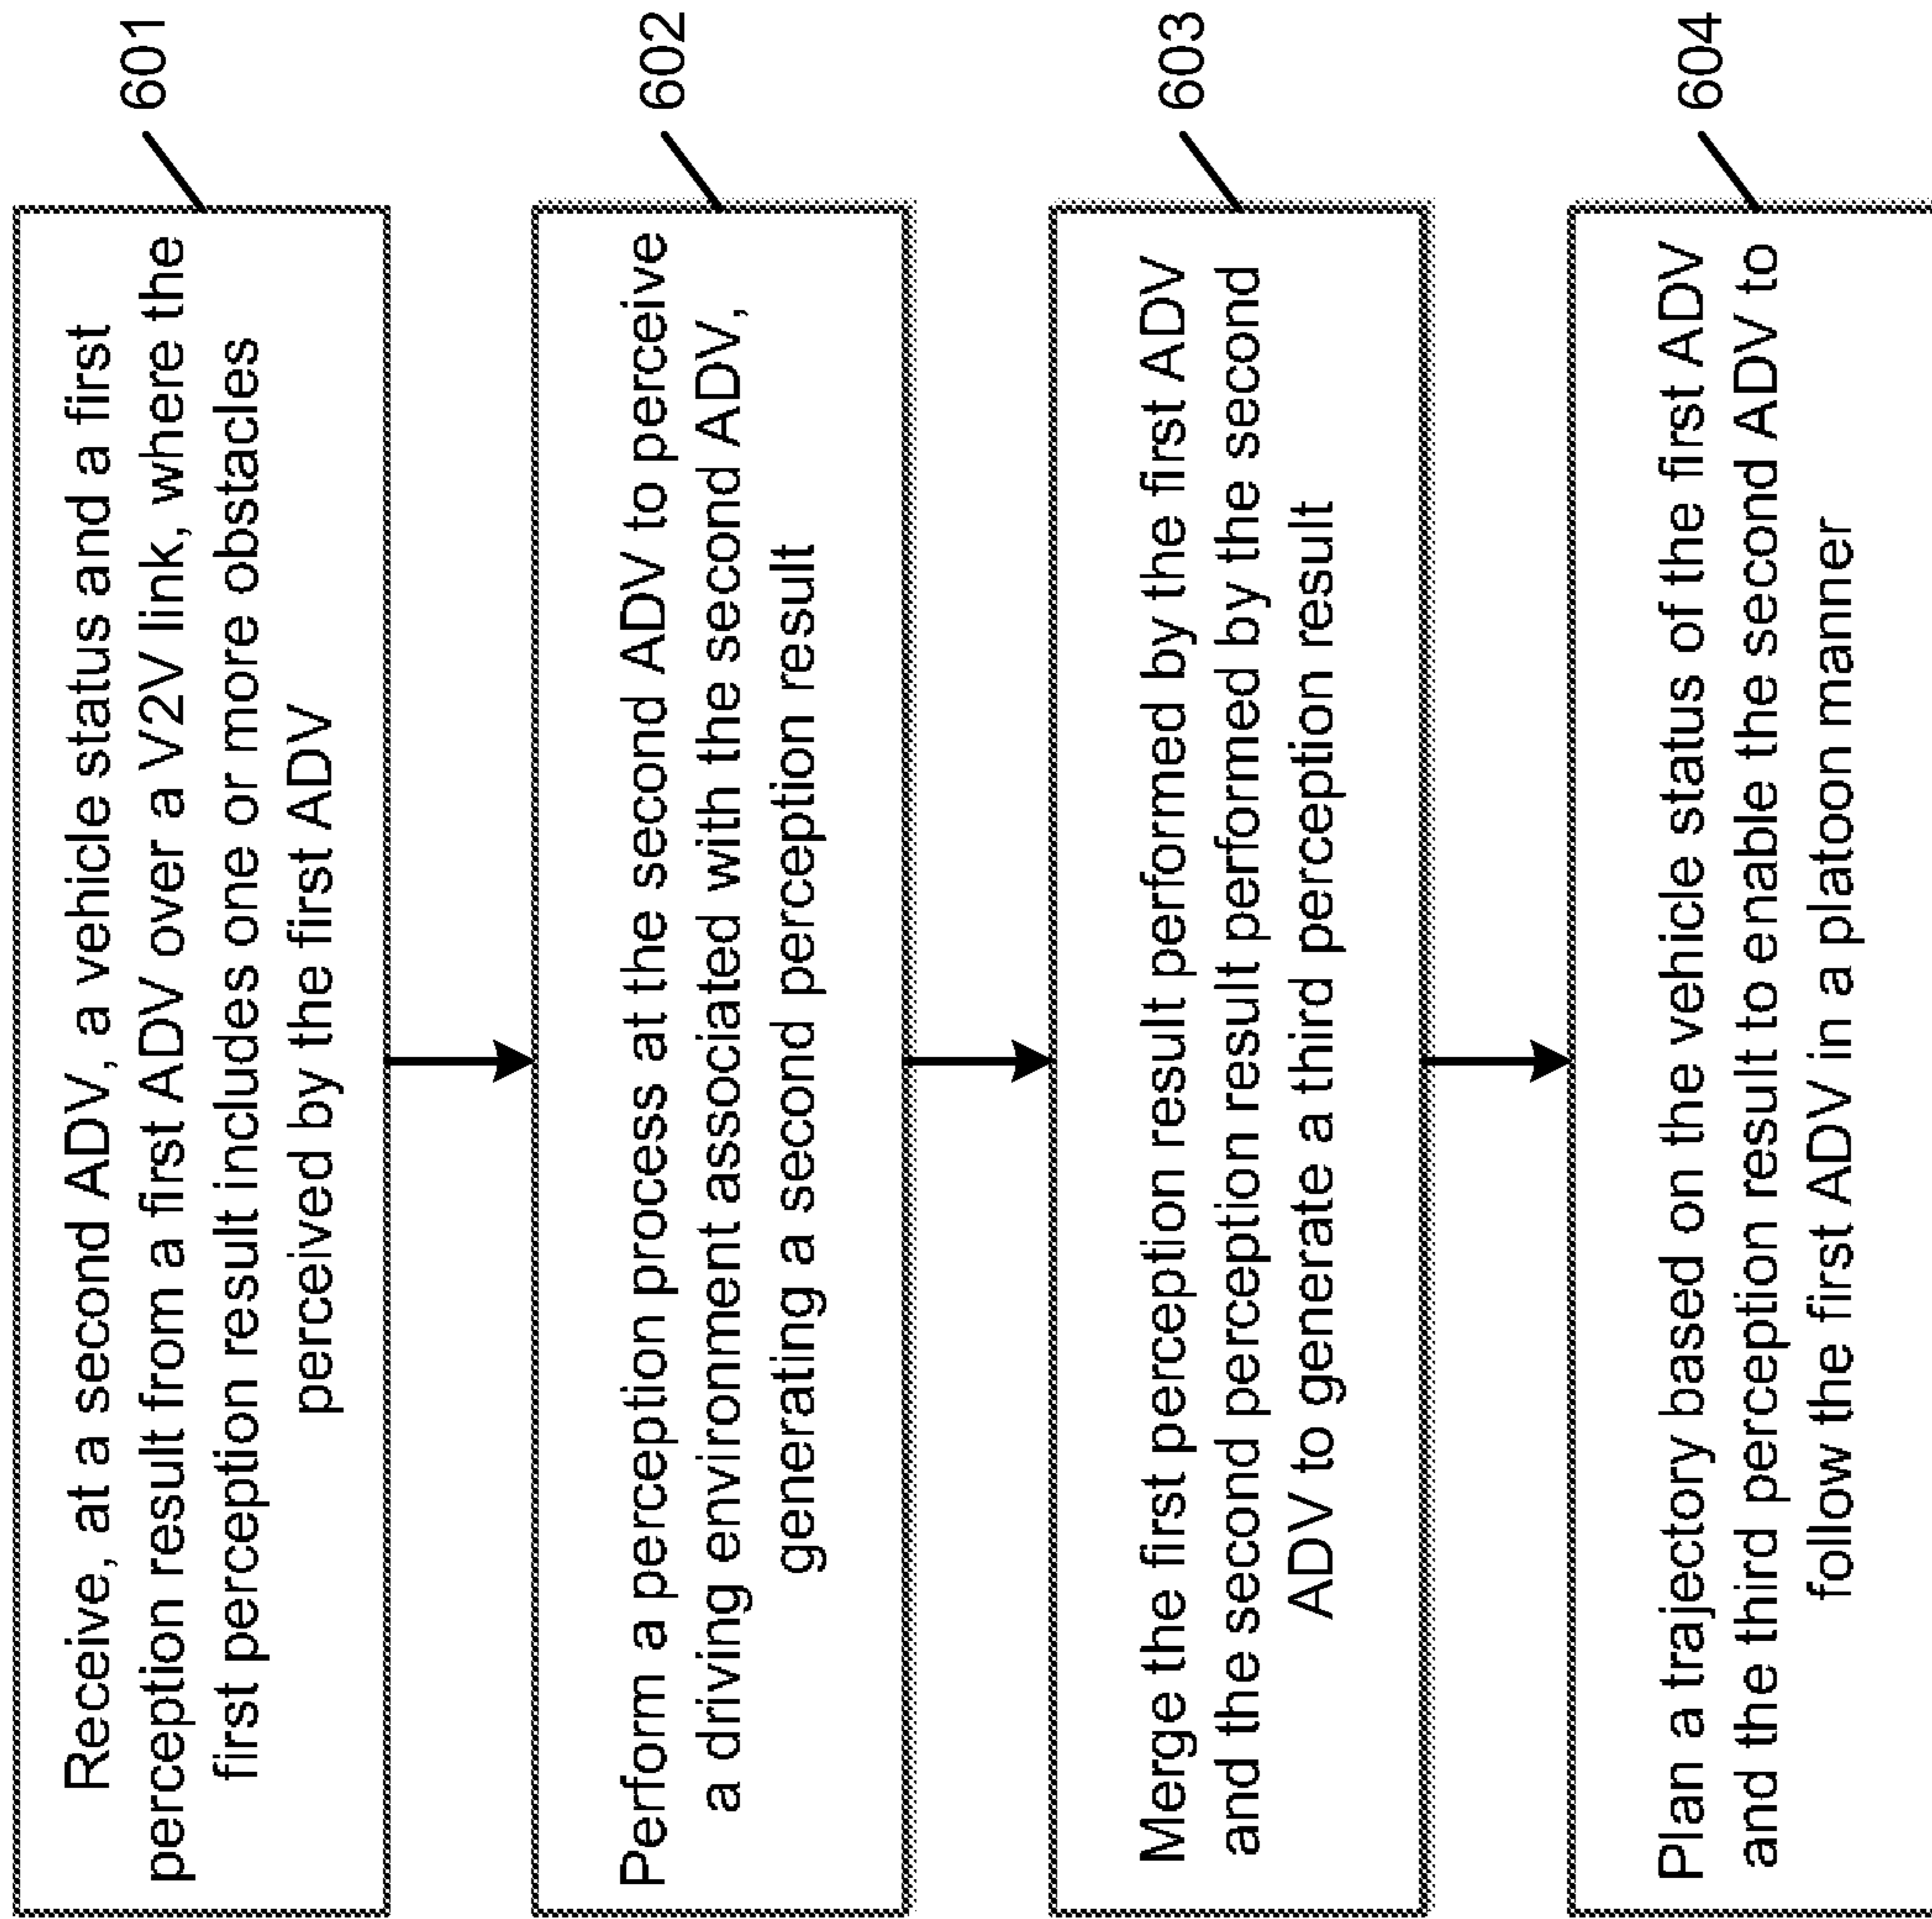 601
Receive, at a second ADV, a vehicle status and a first
perception result from a first ADV over a V2V link, where the
first perception result includes one or more obstacles
perceived by the first ADV
602
Perform a perception process at the second ADV to perceive
a driving environment associated with the second ADV,
generating a second perception result
603
Merge the first perception result performed by the first ADV
and the second perception result performed by the second
ADV to generate a third perception result
604
Plan a trajectory based on the vehicle status of the first ADV
and the third perception result to enable the second ADV to
follow the first ADV in a platoon manner